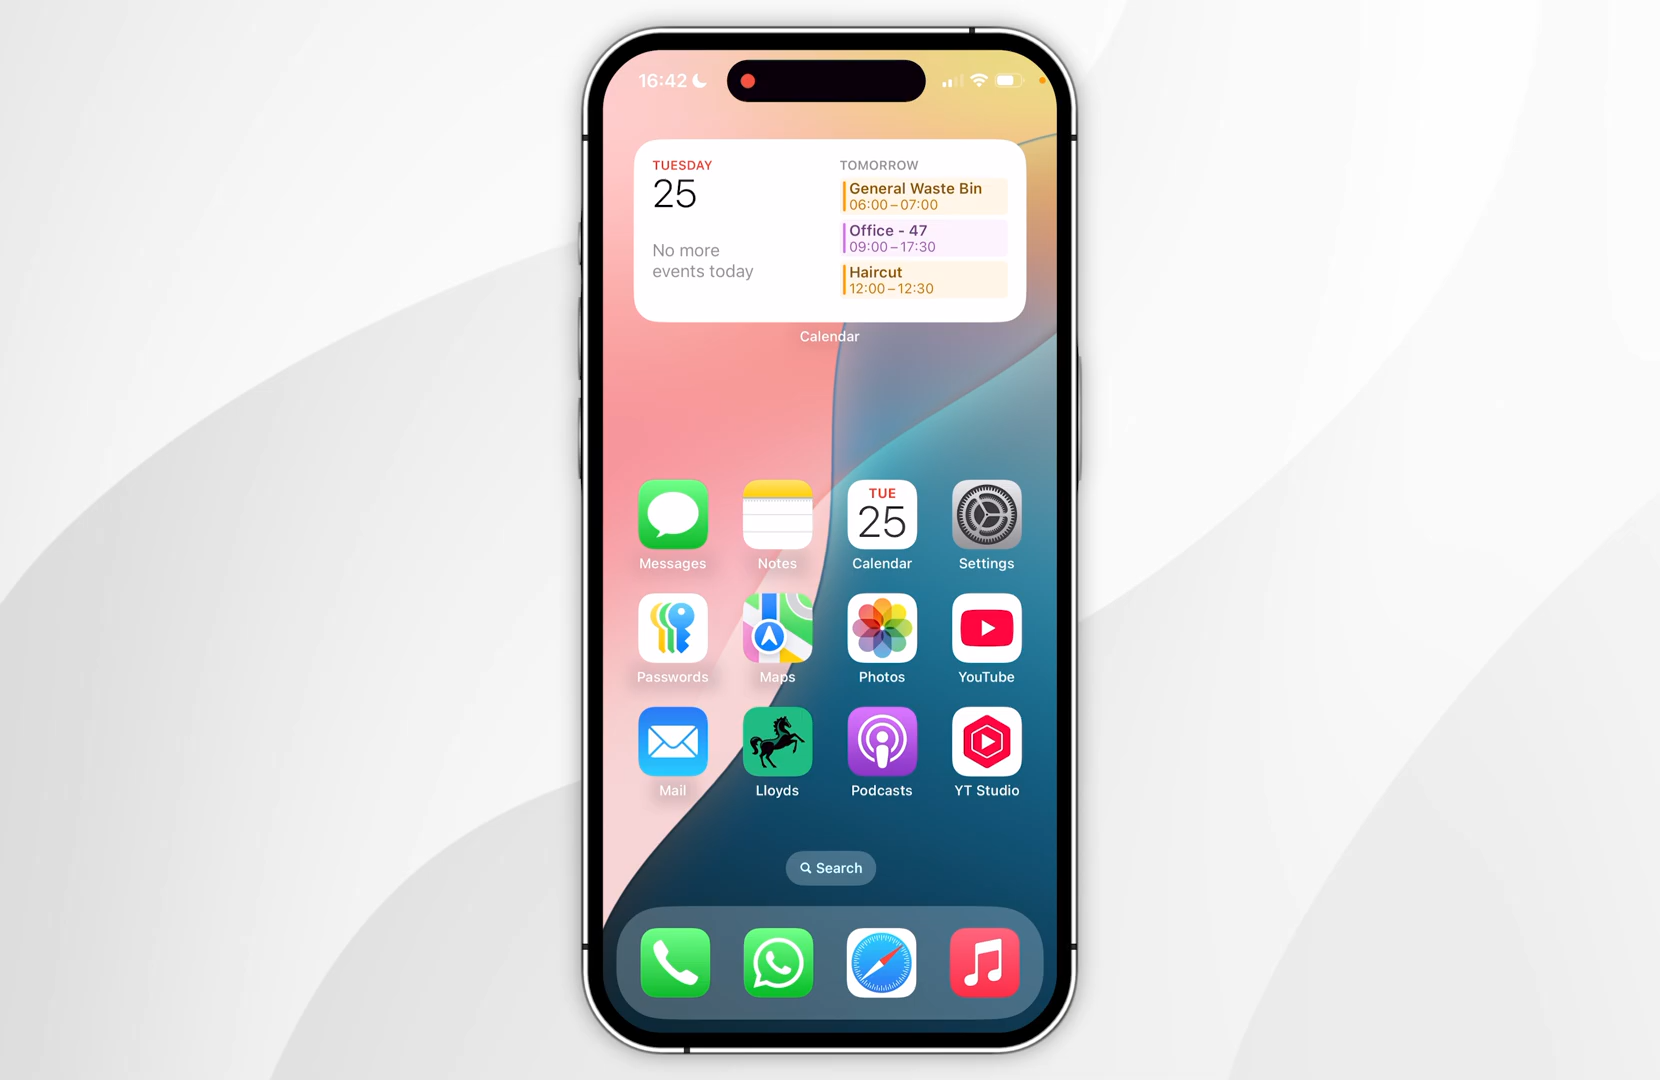 16:42
TUESDAY
25
No more
events today
TOMORROW
General Waste Bin
06:00 – 07:00
Office - 47
09:00 – 17:30
Haircut
12:00 – 12:30
Calendar
TUE
25
Messages Notes Calendar Settings
Passwords Maps Photos YouTube
Mail Lloyds Podcasts YT Studio
Search